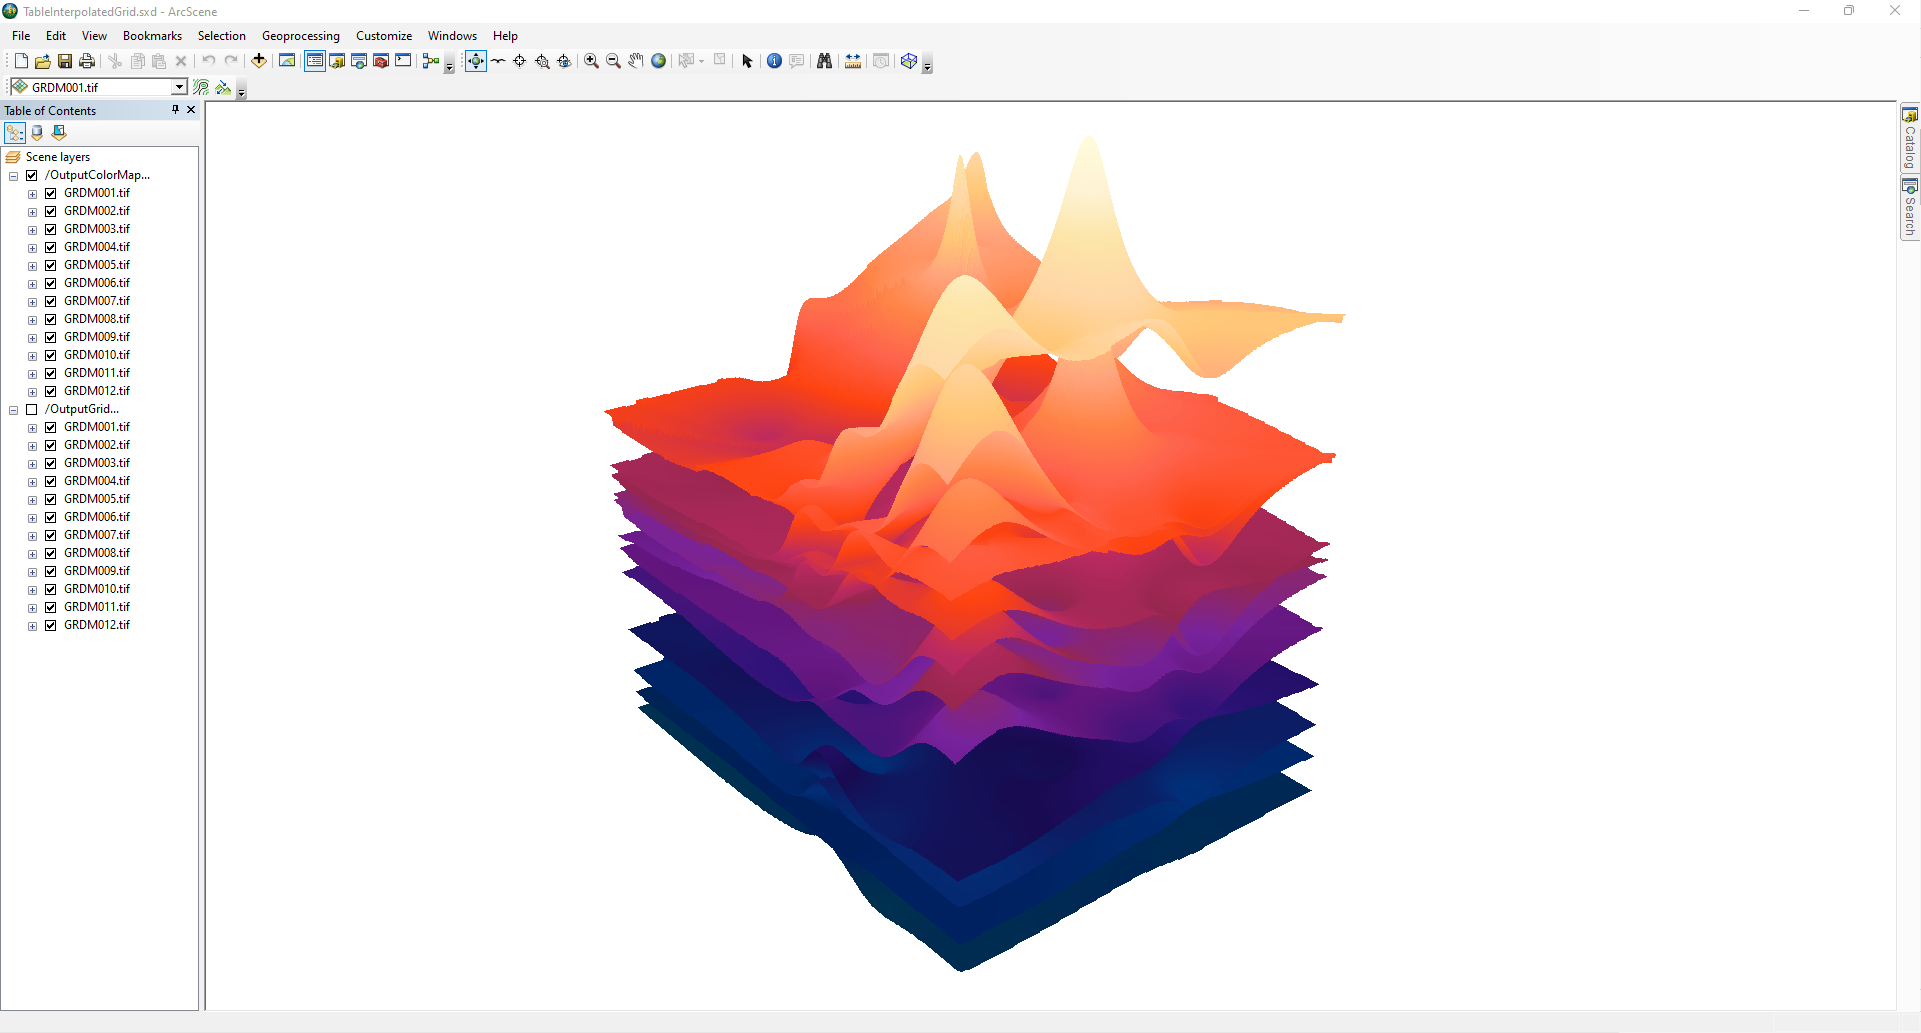 TableInterpolatedGrid.sxd - ArcScene
File Edit View Bookmarks Selection Geoprocessing Customize Windows Help
GRDM001.tif
Table of Contents
Scene layers
/OutputColorMap...
GRDM001.tif
GRDM002.tif
GRDM003.tif
GRDM004.tif
GRDM005.tif
GRDM006.tif
GRDM007.tif
GRDM008.tif
GRDM009.tif
GRDM010.tif
GRDM011.tif
GRDM012.tif
/OutputGrid...
GRDM001.tif
GRDM002.tif
GRDM003.tif
GRDM004.tif
GRDM005.tif
GRDM006.tif
GRDM007.tif
GRDM008.tif
GRDM009.tif
GRDM010.tif
GRDM011.tif
GRDM012.tif
Catalog
Search